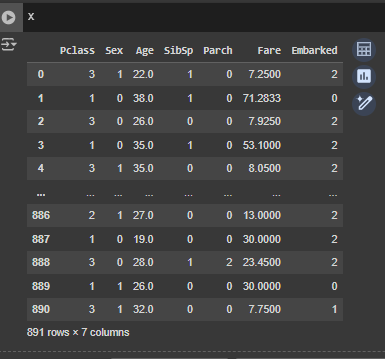 x
Pclass Sex Age SibSp Parch Fare Embarked
0 3 1 22.0 1 0 7.2500 2
1 1 0 38.0 1 0 71.2833 0
2 3 0 26.0 0 0 7.9250 2
3 1 0 35.0 1 0 53.1000 2
4 3 1 35.0 0 0 8.0500 2
... ... ... ... ... ... ... ...
886 2 1 27.0 0 0 13.0000 2
887 1 0 19.0 0 0 30.0000 2
888 3 0 28.0 1 2 23.4500 2
889 1 1 26.0 0 0 30.0000 0
890 3 1 32.0 0 0 7.7500 1
891 rows × 7 columns